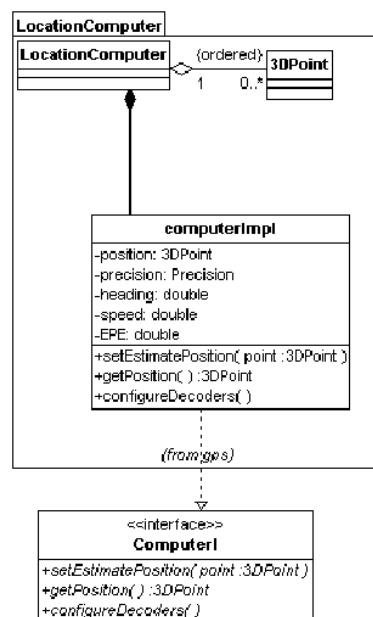 LocationComputer
LocationComputer
{ordered}
1 0..*
3DPoint
computerImpl
-position: 3DPoint
-precision: Precision
-heading: double
-speed: double
-EPE: double
+setEstimatePosition( point :3DPoint )
+getPosition( ) :3DPoint
+configureDecoders( )
(from gps)
<<interface>>
ComputerI
+setEstimatePosition( point :3DPoint )
+getPosition( ) :3DPoint
+configureDecoders( )